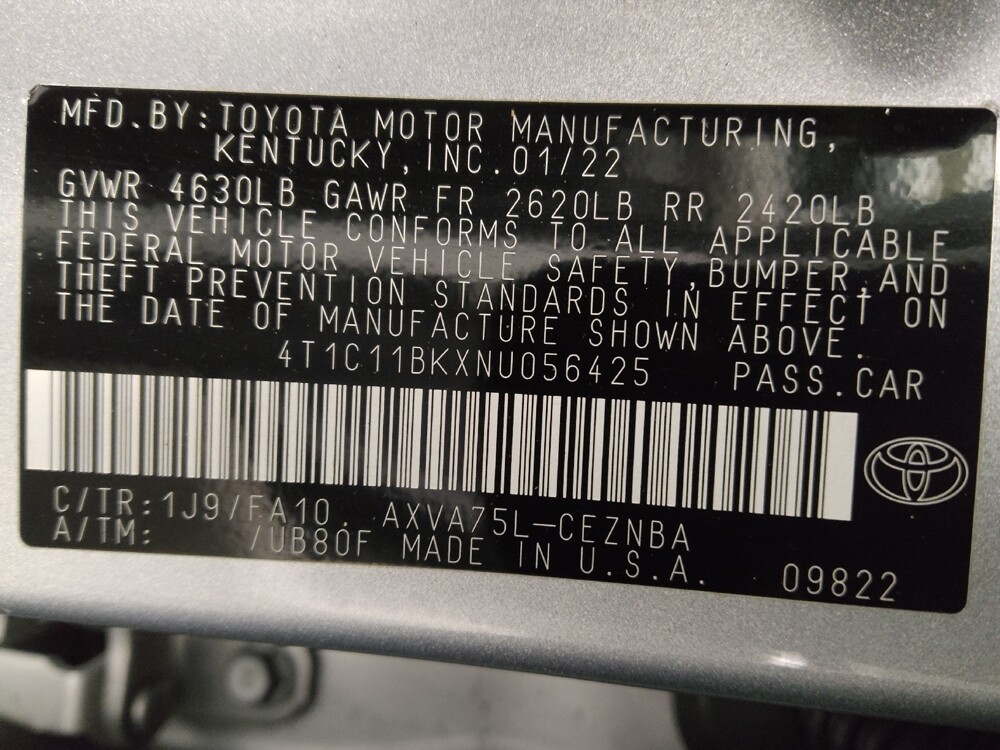 MFD.BY:TOYOTA MOTOR MANUFACTURING,
KENTUCKY,INC.01/22
GVWR 4630LB GAWR FR 2620LB RR 2420LB
THIS VEHICLE CONFORMS TO ALL APPLICABLE
FEDERAL MOTOR VEHICLE SAFETY,BUMPER,AND
THEFT PREVENTION STANDARDS IN EFFECT ON
THE DATE OF MANUFACTURE SHOWN ABOVE.
4T1C11BKXNU056425 PASS.CAR
C/TR:1J9/FA10 AXVA75L-CEZNBA
A/TM: /UB80F MADE IN U.S.A. 09822